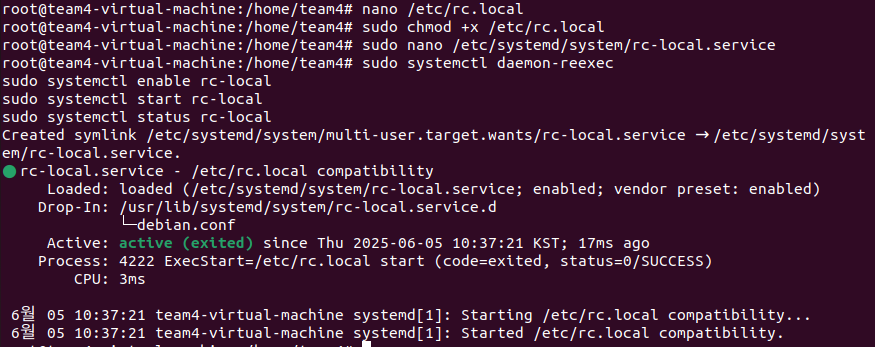 root@team4-virtual-machine:/home/team4# nano /etc/rc.local
root@team4-virtual-machine:/home/team4# sudo chmod +x /etc/rc.local
root@team4-virtual-machine:/home/team4# sudo nano /etc/systemd/system/rc-local.service
root@team4-virtual-machine:/home/team4# sudo systemctl daemon-reexec
sudo systemctl enable rc-local
sudo systemctl start rc-local
sudo systemctl status rc-local
Created symlink /etc/systemd/system/multi-user.target.wants/rc-local.service → /etc/systemd/syst
em/rc-local.service.
● rc-local.service - /etc/rc.local compatibility
     Loaded: loaded (/etc/systemd/system/rc-local.service; enabled; vendor preset: enabled)
    Drop-In: /usr/lib/systemd/system/rc-local.service.d
             └─debian.conf
     Active: active (exited) since Thu 2025-06-05 10:37:21 KST; 17ms ago
    Process: 4222 ExecStart=/etc/rc.local start (code=exited, status=0/SUCCESS)
        CPU: 3ms

 6월 05 10:37:21 team4-virtual-machine systemd[1]: Starting /etc/rc.local compatibility...
 6월 05 10:37:21 team4-virtual-machine systemd[1]: Started /etc/rc.local compatibility.